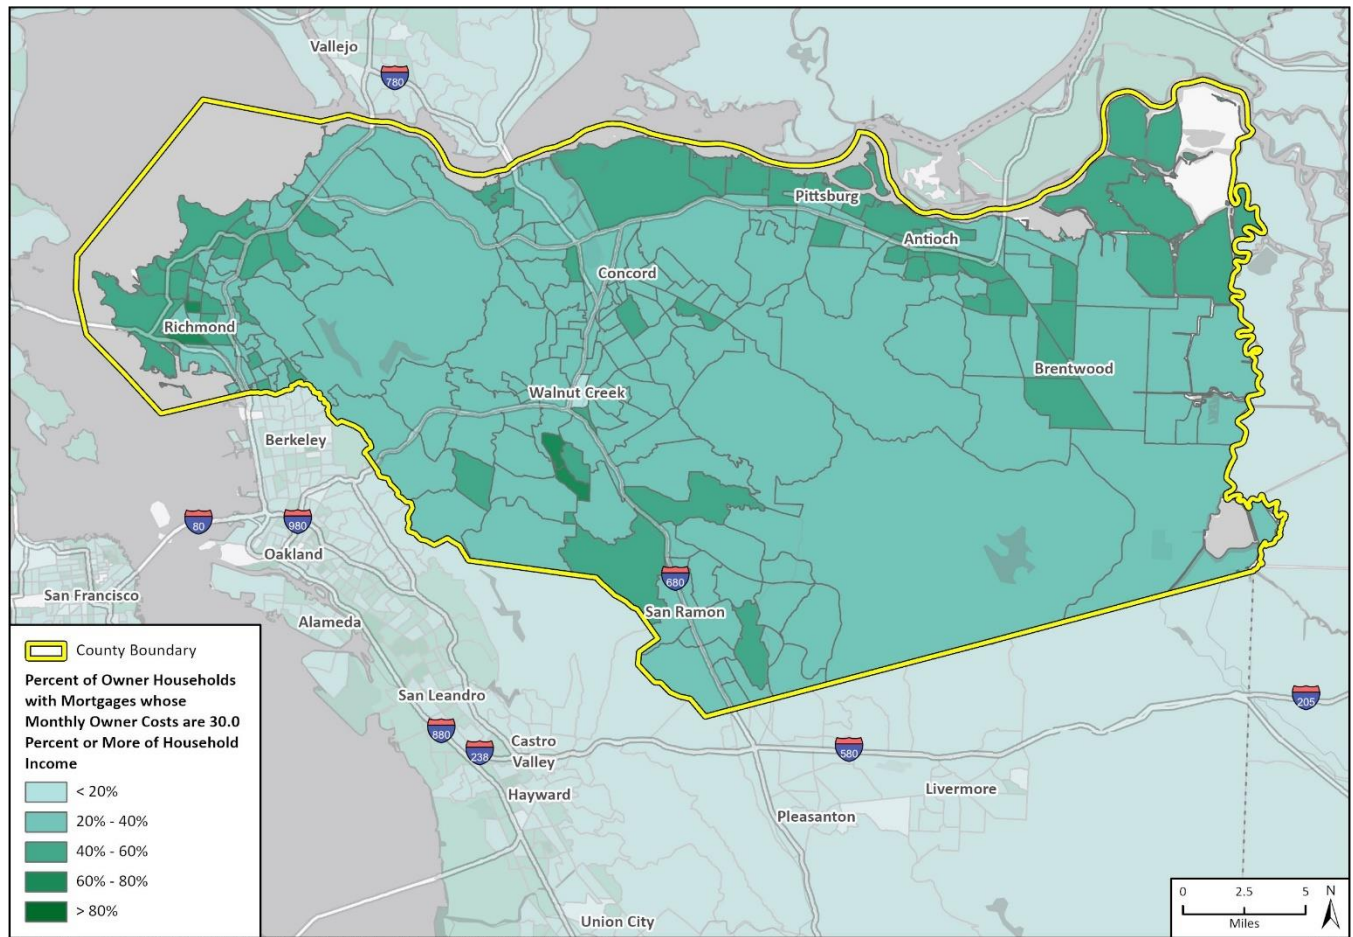 Vallejo
780
Pittsburg
Antioch
Concord
Richmond
Brentwood
Walnut Creek
Berkeley
80
980
Oakland
680
San Francisco
San Ramon
Alameda
San Leandro
205
880
238
Castro
Valley
580
Hayward
Livermore
Pleasanton
Union City
County Boundary
Percent of Owner Households
with Mortgages whose
Monthly Owner Costs are 30.0
Percent or More of Household
Income
< 20%
20% - 40%
40% - 60%
60% - 80%
> 80%
0 2.5 5 N
Miles